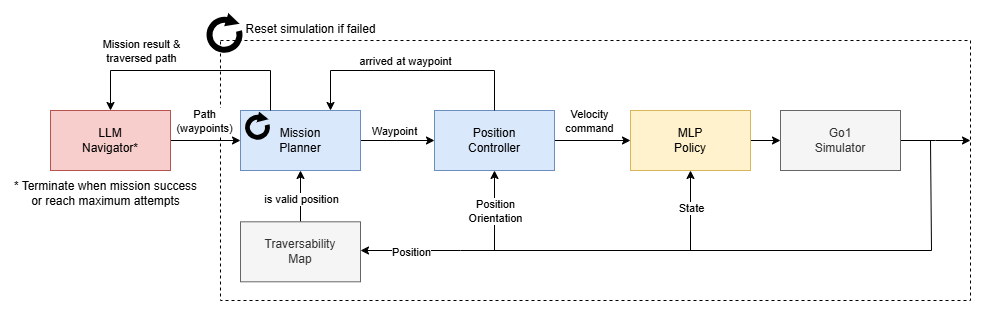 Reset simulation if failed
Mission result &
traversed path
arrived at waypoint
LLM
Navigator*
Path
(waypoints)
Mission
Planner
Waypoint
Position
Controller
Velocity
command
MLP
Policy
Go1
Simulator
* Terminate when mission success
or reach maximum attempts
is valid position
Position
Orientation
State
Traversability
Map
Position